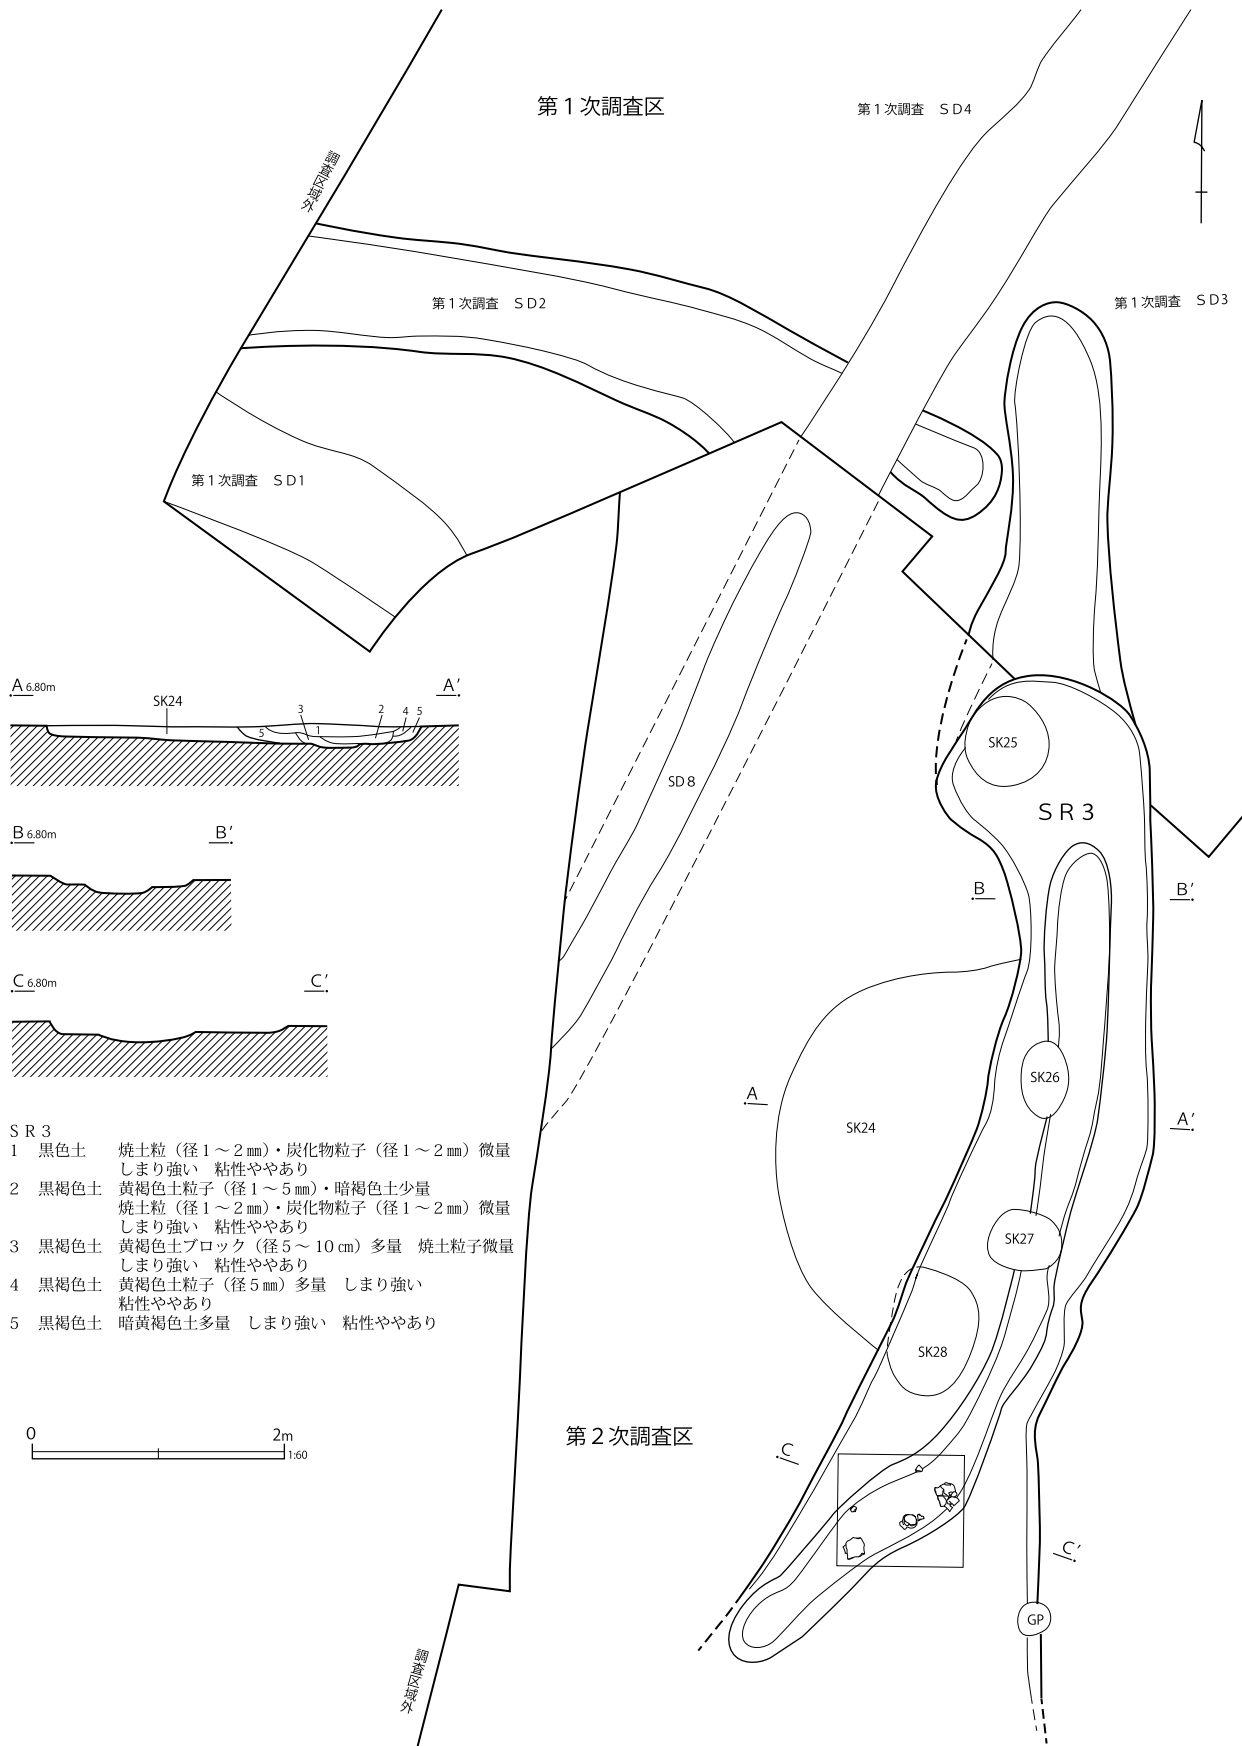 第１次調査区
第１次調査　ＳＤ4
調査区域外
第１次調査　ＳＤ2
第１次調査　ＳＤ3
第１次調査　ＳＤ1
A 6.80m
A′
SK24
3
2
4
5
5
1
SK25
SD 8
ＳＲ３
B 6.80m
B′
B
B′
C 6.80m
C′
SK26
A
A′
SK24
ＳＲ３
1　黒色土　焼土粒（径１～２㎜）・炭化物粒子（径１～２㎜）微量
しまり強い　粘性ややあり
2　黒褐色土　黄褐色土粒子（径１～５㎜）・暗褐色土少量
焼土粒（径１～２㎜）・炭化物粒子（径１～２㎜）微量
しまり強い　粘性ややあり
3　黒褐色土　黄褐色土ブロック（径５～10㎝）多量　焼土粒子微量
しまり強い　粘性ややあり
4　黒褐色土　黄褐色土粒子（径５㎜）多量　しまり強い
粘性ややあり
5　黒褐色土　暗黄褐色土多量　しまり強い　粘性ややあり
SK27
SK28
0
2m
1:60
第２次調査区
C
C′
GP
調査区域外